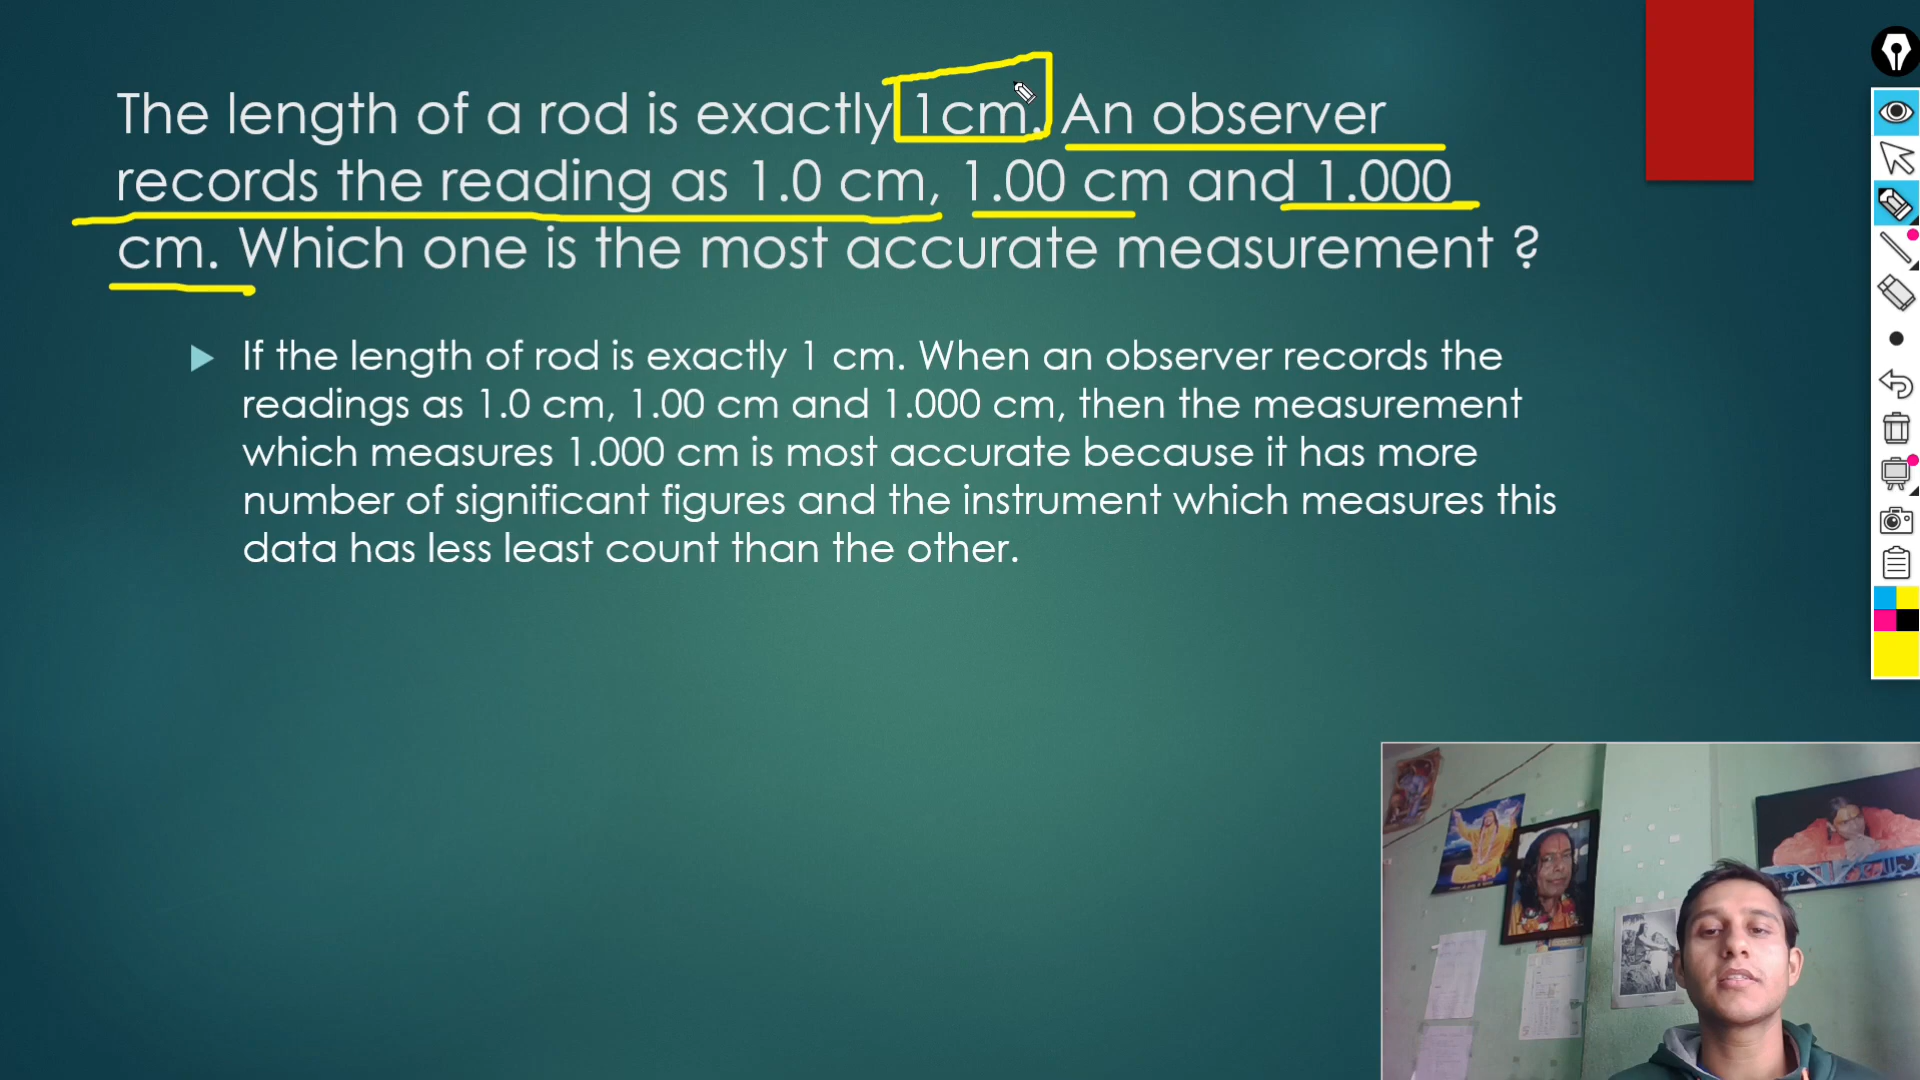 The length of a rod is exactly 1cm. An observer
records the reading as 1.0 cm, 1.00 cm and 1.000
cm. Which one is the most accurate measurement ?
If the length of rod is exactly 1 cm. When an observer records the
readings as 1.0 cm, 1.00 cm and 1.000 cm, then the measurement
which measures 1.000 cm is most accurate because it has more
number of significant figures and the instrument which measures this
data has less least count than the other.